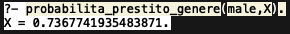 ?- probabilita_prestito_genere(male,X).
X = 0.7367741935483871.